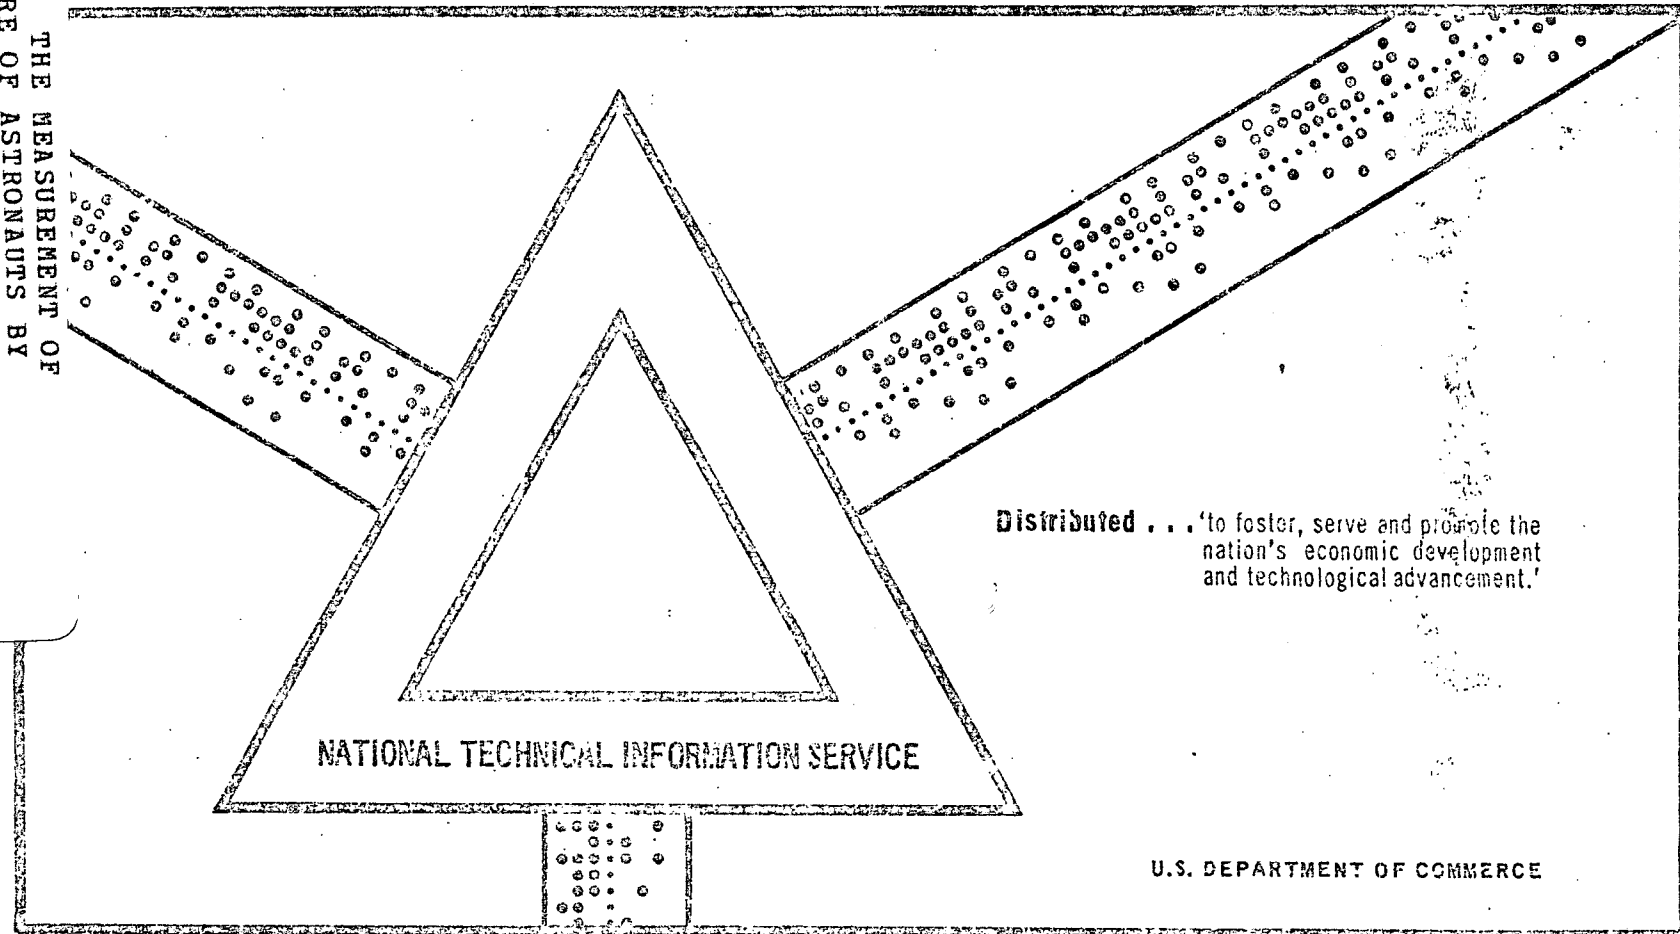 THE MEASUREMENT OF
RE OF ASTRONAUTS BY
Distributed . . . 'to foster, serve and promote the
nation's economic development
and technological advancement.'
NATIONAL TECHNICAL INFORMATION SERVICE
U.S. DEPARTMENT OF COMMERCE